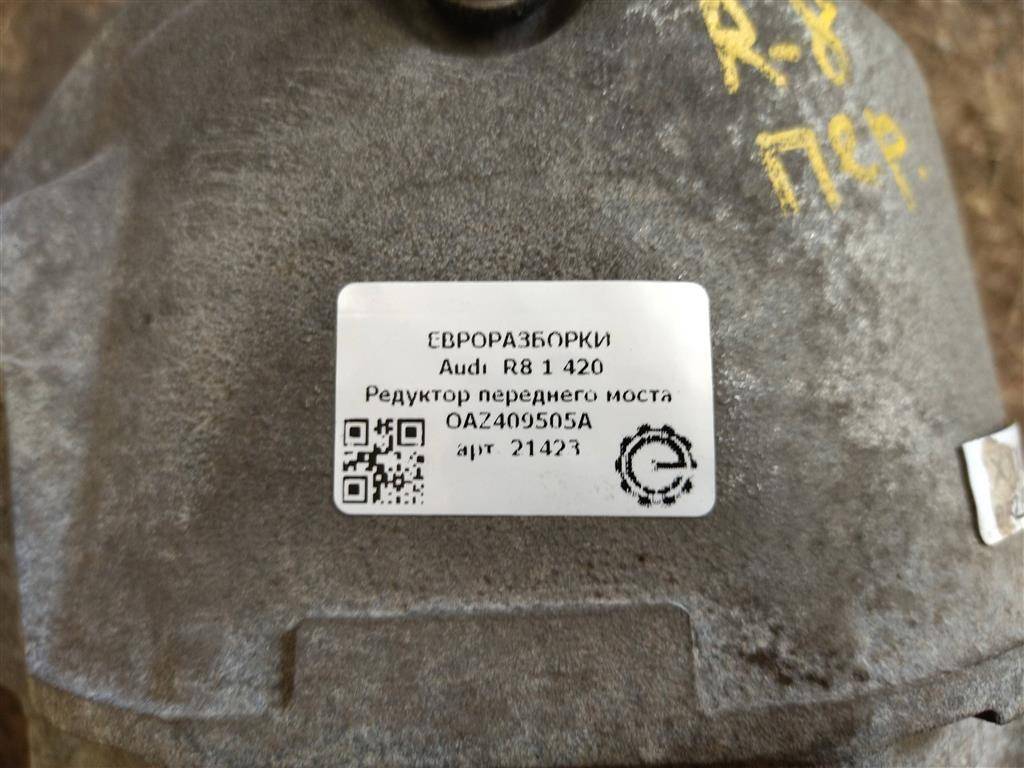 R-8
пер.
ЕВРОРАЗБОРКИ
Audi R8 1 420
Редуктор переднего моста
0AZ409505A
арт. 21423